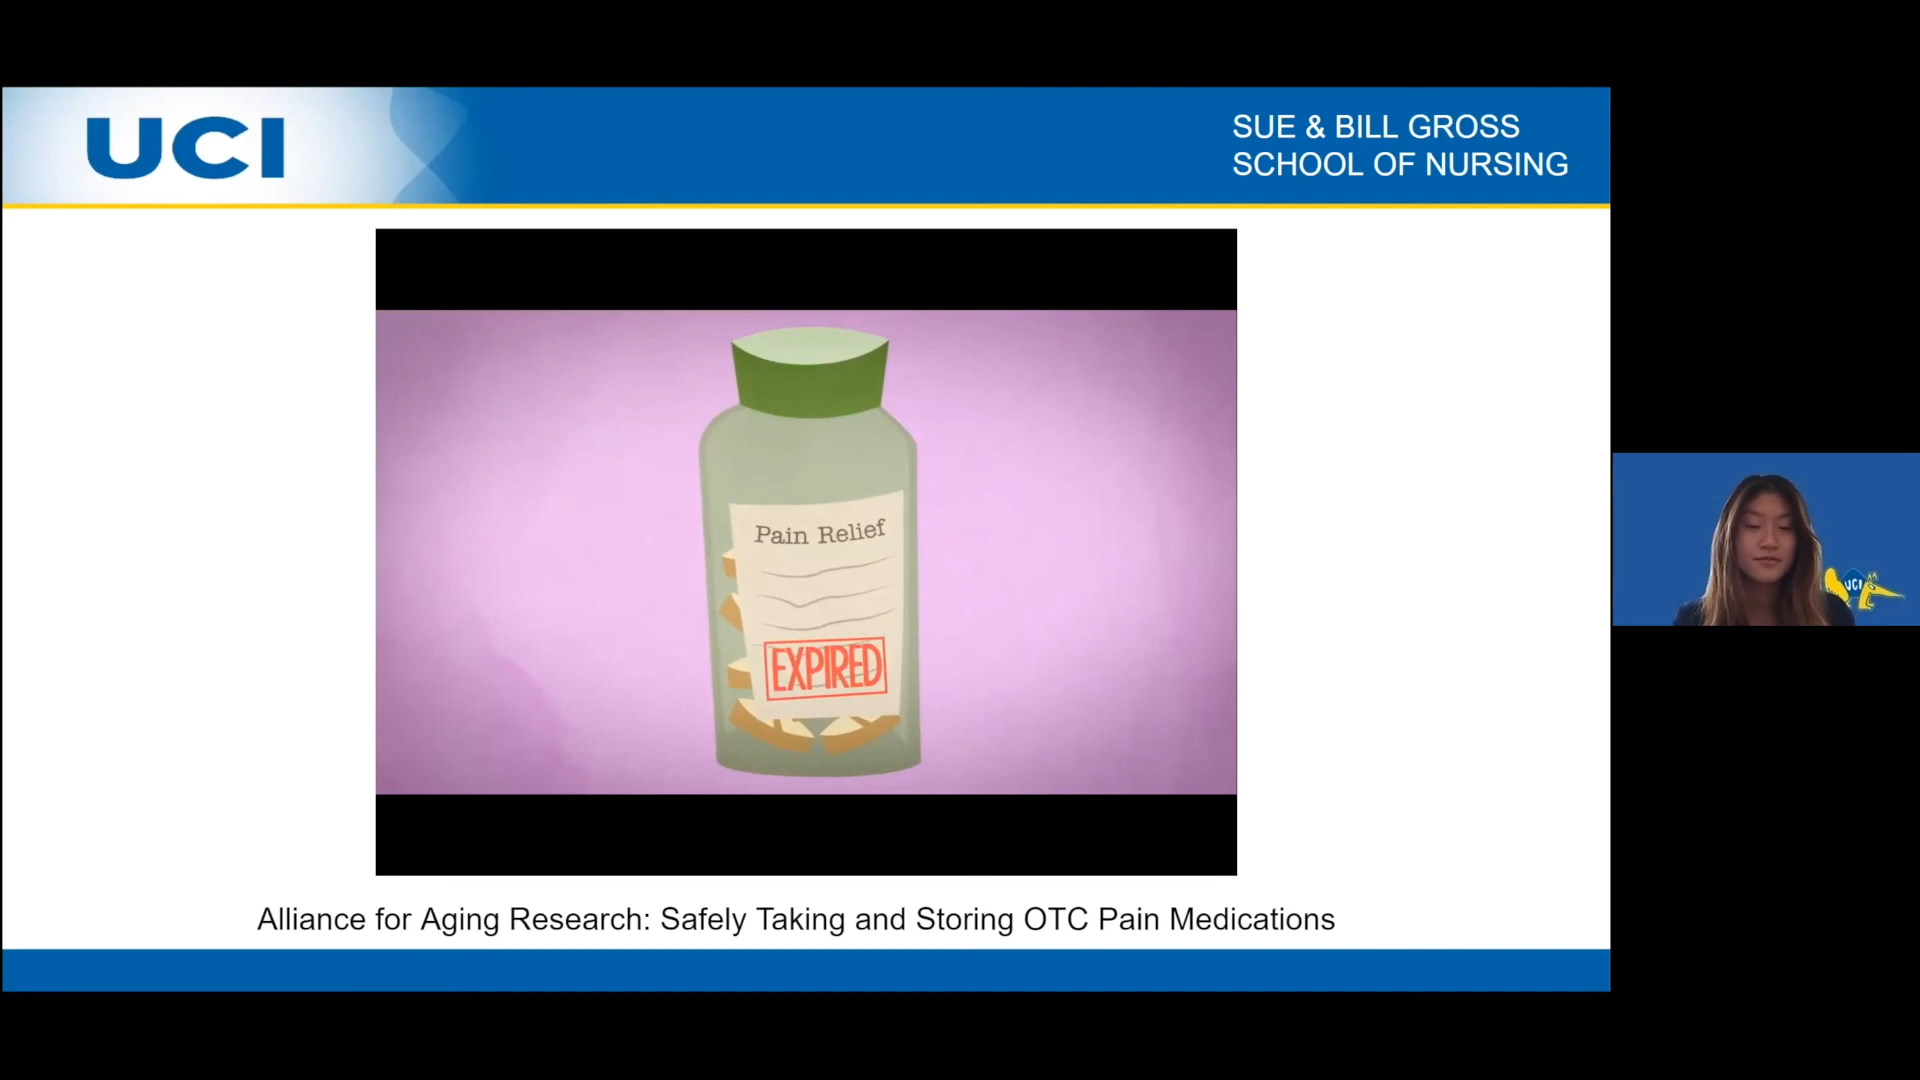 UCI
SUE & BILL GROSS
SCHOOL OF NURSING
Pain Relief
EXPIRED
UCI
Alliance for Aging Research: Safely Taking and Storing OTC Pain Medications